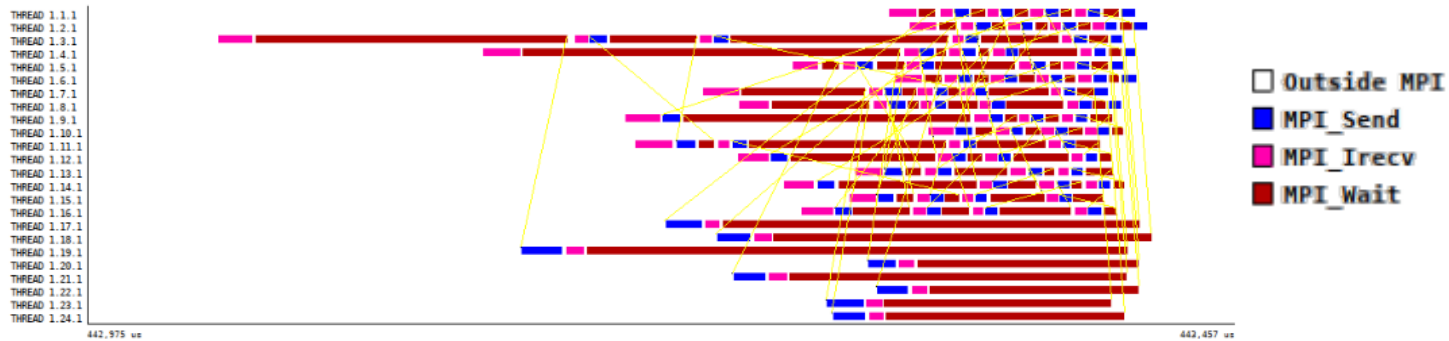 THREAD 1.1.1
THREAD 1.2.1
THREAD 1.3.1
THREAD 1.4.1
THREAD 1.5.1
THREAD 1.6.1
THREAD 1.7.1
THREAD 1.8.1
THREAD 1.9.1
THREAD 1.10.1
THREAD 1.11.1
THREAD 1.12.1
THREAD 1.13.1
THREAD 1.14.1
THREAD 1.15.1
THREAD 1.16.1
THREAD 1.17.1
THREAD 1.18.1
THREAD 1.19.1
THREAD 1.20.1
THREAD 1.21.1
THREAD 1.22.1
THREAD 1.23.1
THREAD 1.24.1
442,975 us
443,457 us
Outside MPI
MPI_Send
MPI_Irecv
MPI_Wait